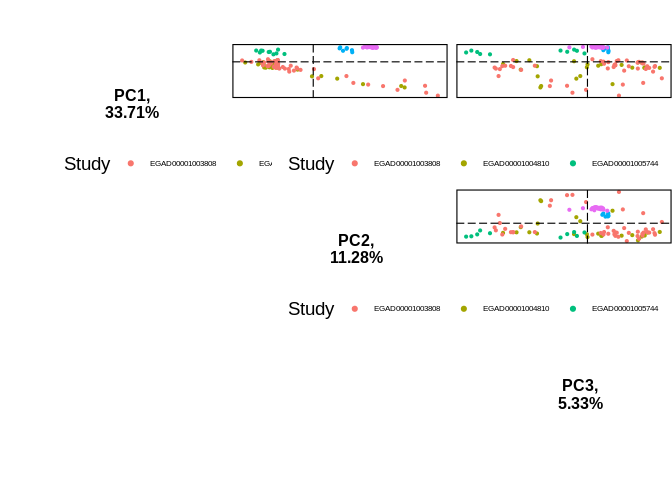 PC1,
33.71%
Study EGAD00001003808 EGA
Study EGAD00001003808 EGAD00001004810 EGAD00001005744
PC2,
11.28%
Study EGAD00001003808 EGAD00001004810 EGAD00001005744
PC3,
5.33%